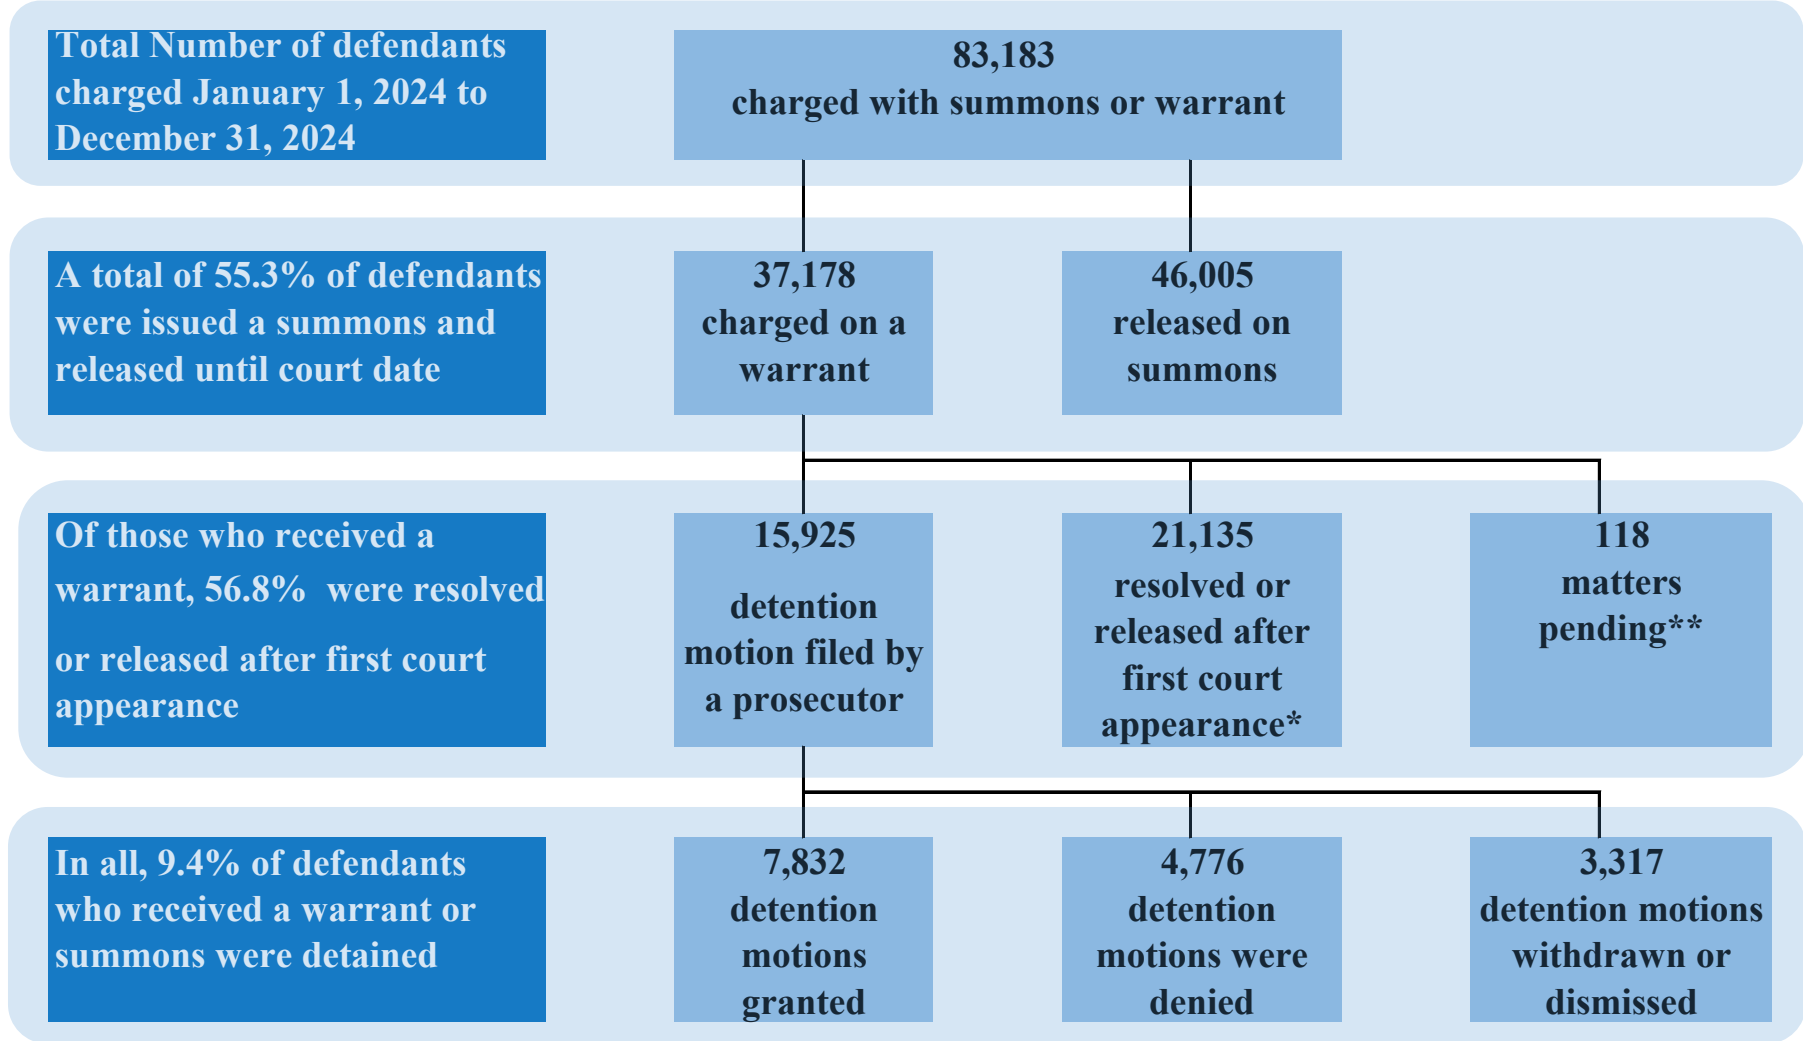 Total Number of defendants
charged January 1, 2024 to
December 31, 2024
83,183
charged with summons or warrant
A total of 55.3% of defendants
were issued a summons and
released until court date
37,178
charged on a
warrant
46,005
released on
summons
Of those who received a
warrant, 56.8% were resolved
or released after first court
appearance
15,925
detention
motion filed by
a prosecutor
21,135
resolved or
released after
first court
appearance*
118
matters
pending**
In all, 9.4% of defendants
who received a warrant or
summons were detained
7,832
detention
motions
granted
4,776
detention
motions were
denied
3,317
detention motions
withdrawn or
dismissed